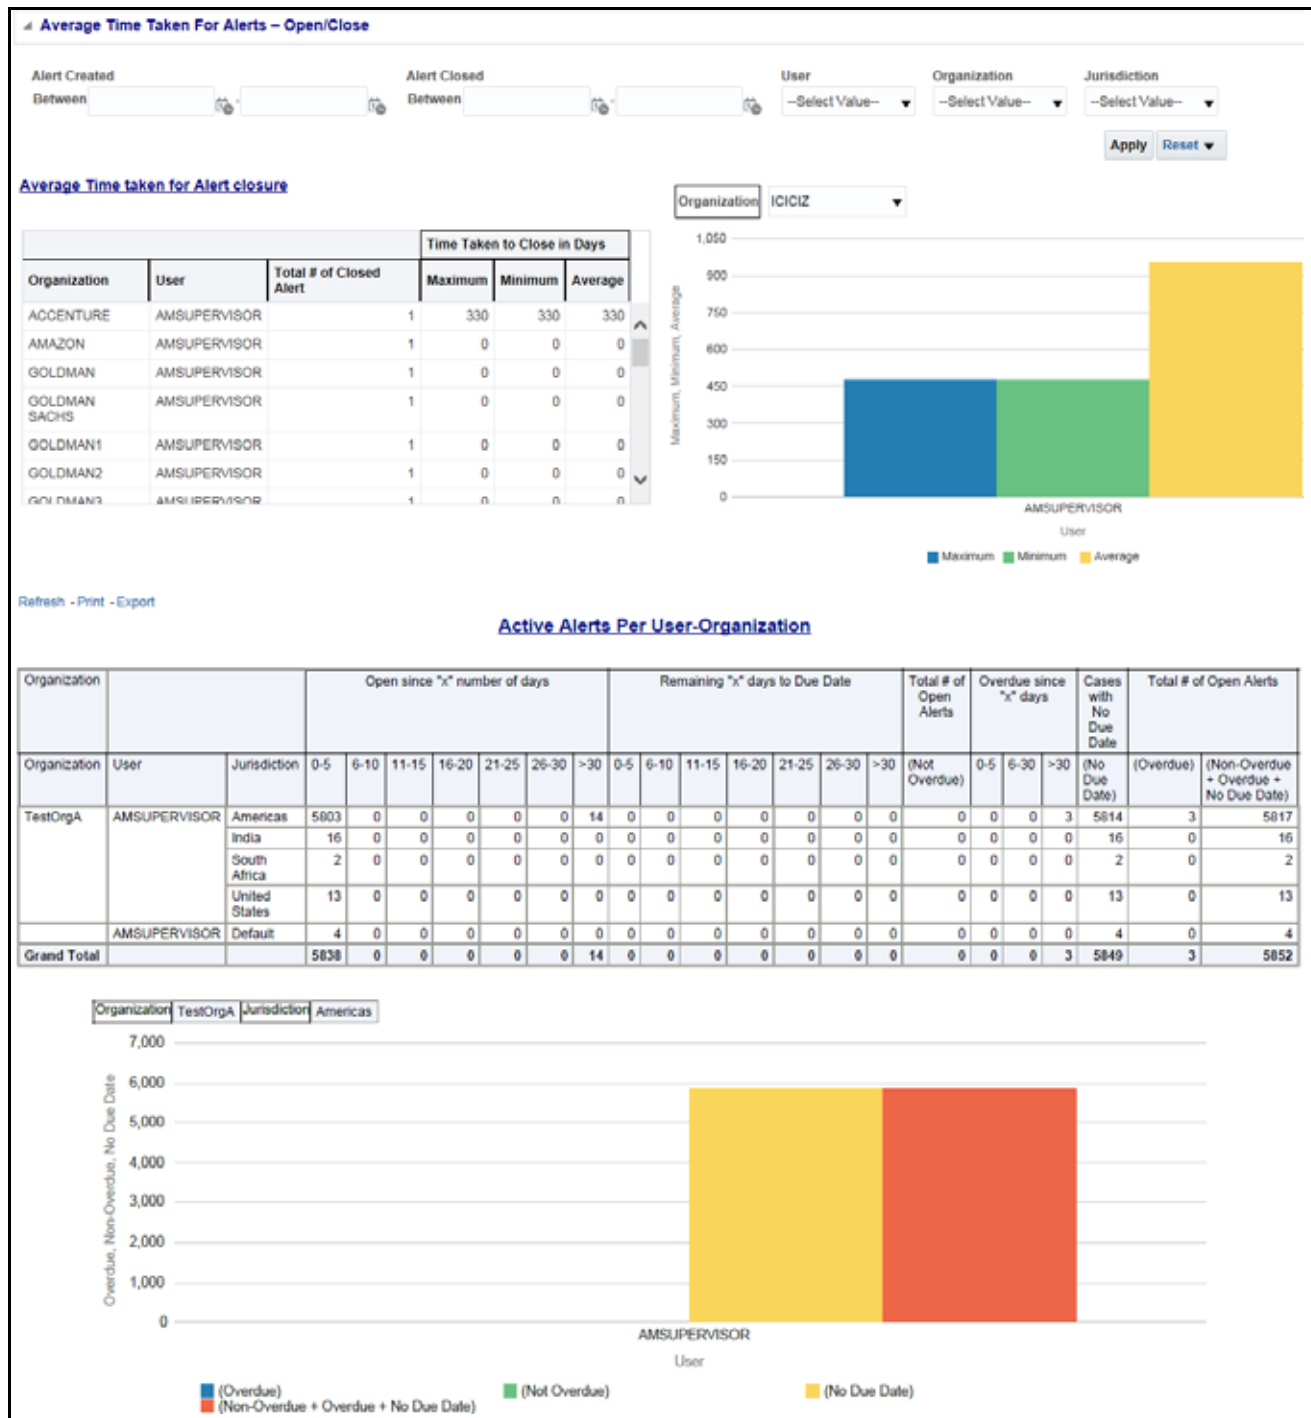 Average Time Taken For Alerts – Open/Close
Alert Created Alert Closed User Organization Jurisdiction
Between - Between - --Select Value-- --Select Value-- --Select Value--
Apply Reset
Average Time taken for Alert closure
Organization ICICIZ
Time Taken to Close in Days
Organization User Total # of Closed Alert Maximum Minimum Average
ACCENTURE AMSUPERVISOR 1 330 330 330
AMAZON AMSUPERVISOR 1 0 0 0
GOLDMAN AMSUPERVISOR 1 0 0 0
GOLDMAN SACHS AMSUPERVISOR 1 0 0 0
GOLDMAN1 AMSUPERVISOR 1 0 0 0
GOLDMAN2 AMSUPERVISOR 1 0 0 0
GOLDMAN3 AMSUPERVISOR 1 0 0 0
Maximum, Minimum, Average
1,050
900
750
600
450
300
150
0
AMSUPERVISOR
User
Maximum Minimum Average
Refresh - Print - Export
Active Alerts Per User-Organization
Organization Open since "x" number of days Remaining "x" days to Due Date Total # of Open Alerts Overdue since "x" days Cases with No Due Date Total # of Open Alerts
Organization User Jurisdiction 0-5 6-10 11-15 16-20 21-25 26-30 >30 0-5 6-10 11-15 16-20 21-25 26-30 >30 (Not Overdue) 0-5 6-30 >30 (No Due Date) (Overdue) (Non-Overdue + Overdue + No Due Date)
TestOrgA AMSUPERVISOR Americas 5803 0 0 0 0 0 14 0 0 0 0 0 0 0 0 0 0 3 5814 3 5817
India 16 0 0 0 0 0 0 0 0 0 0 0 0 0 0 0 0 0 16 0 16
South Africa 2 0 0 0 0 0 0 0 0 0 0 0 0 0 0 0 0 0 2 0 2
United States 13 0 0 0 0 0 0 0 0 0 0 0 0 0 0 0 0 0 13 0 13
AMSUPERVISOR Default 4 0 0 0 0 0 0 0 0 0 0 0 0 0 0 0 0 0 4 0 4
Grand Total 5838 0 0 0 0 0 14 0 0 0 0 0 0 0 0 0 0 3 5849 3 5852
Organization TestOrgA Jurisdiction Americas
Overdue, Non-Overdue, No Due Date
7,000
6,000
5,000
4,000
3,000
2,000
1,000
0
AMSUPERVISOR
User
(Overdue) (Not Overdue) (No Due Date)
(Non-Overdue + Overdue + No Due Date)